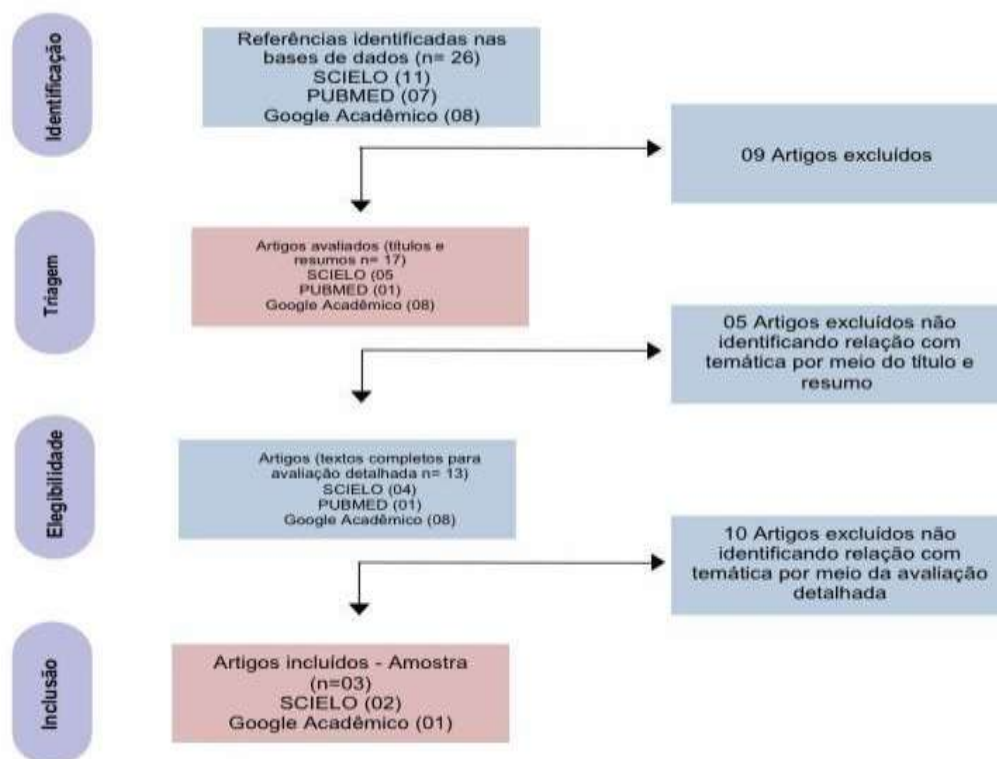 Identificação
Referências identificadas nas
bases de dados (n= 26)
SCIELO (11)
PUBMED (07)
Google Acadêmico (08)
09 Artigos excluídos
Triagem
Artigos avaliados (títulos e
resumos n= 17)
SCIELO (05
PUBMED (01)
Google Acadêmico (08)
05 Artigos excluídos não
identificando relação com
temática por meio do título e
resumo
Elegibilidade
Artigos (textos completos para
avaliação detalhada n= 13)
SCIELO (04)
PUBMED (01)
Google Acadêmico (08)
10 Artigos excluídos não
identificando relação com
temática por meio da avaliação
detalhada
Inclusão
Artigos incluídos - Amostra
(n=03)
SCIELO (02)
Google Acadêmico (01)